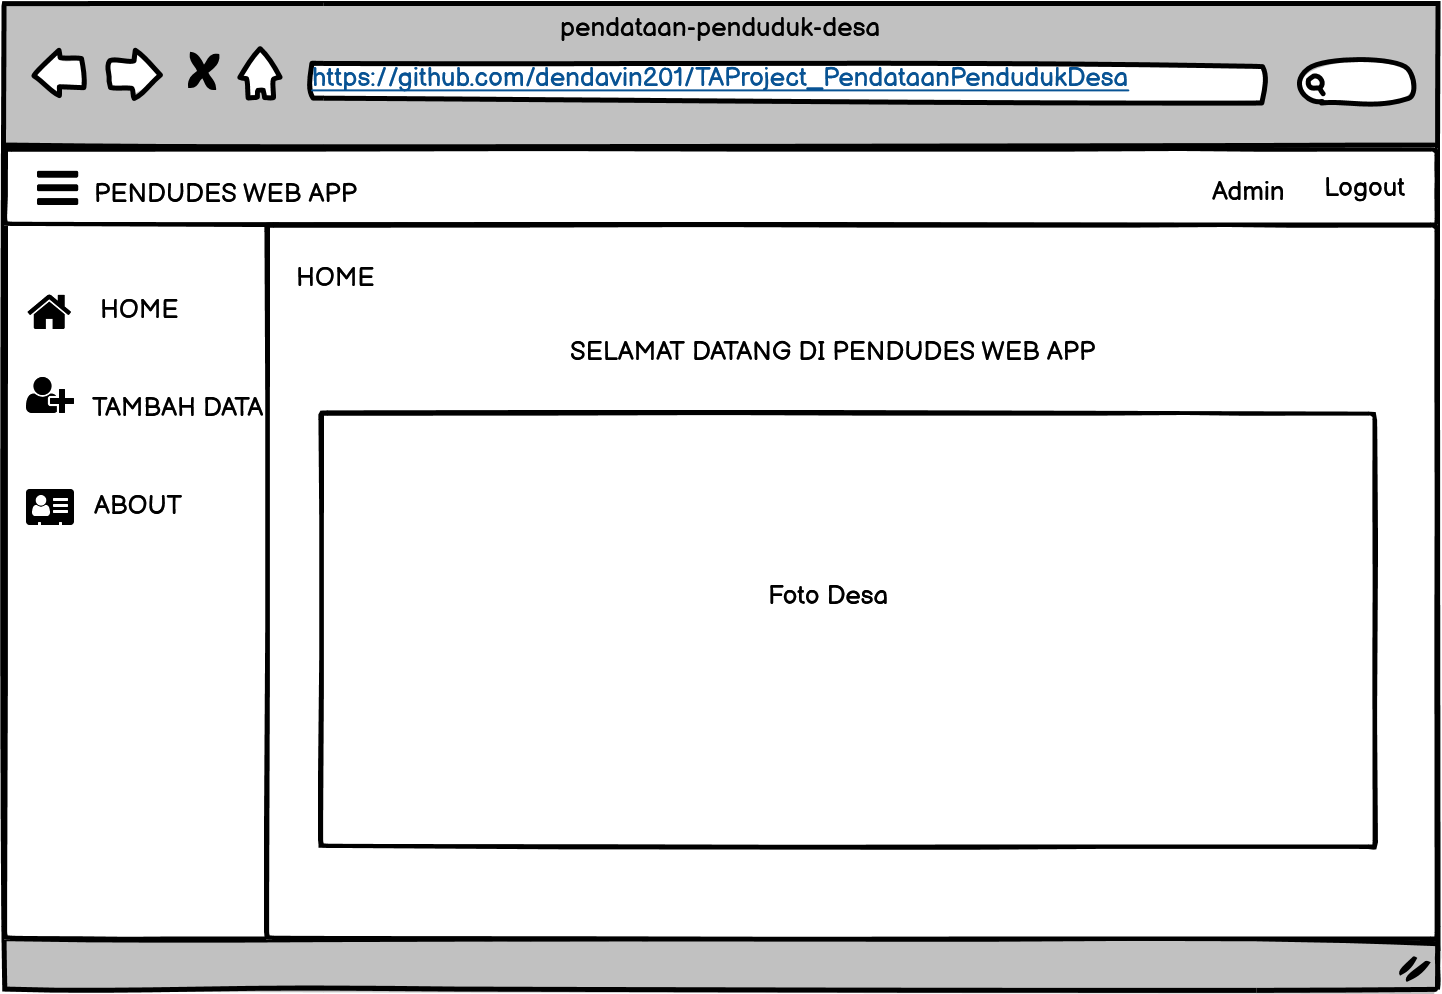 pendataan-penduduk-desa
https://github.com/dendavin201/TAProject_PendataanPendudukDesa
PENDUDES WEB APP
Admin
Logout
HOME
TAMBAH DATA
ABOUT
HOME
SELAMAT DATANG DI PENDUDES WEB APP
Foto Desa